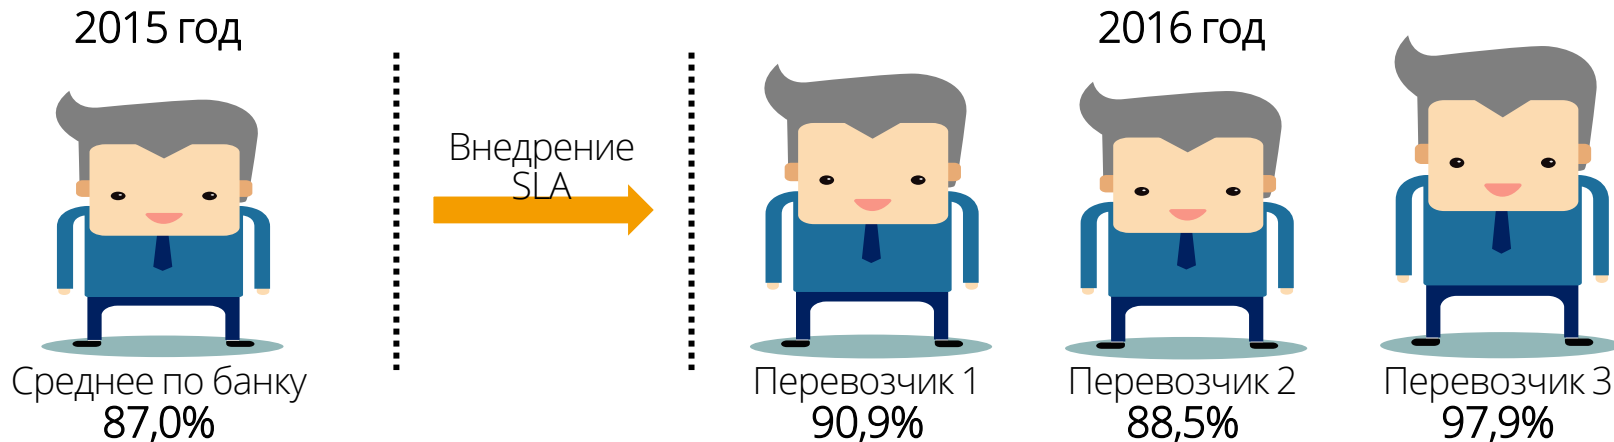 2015 год
2016 год
Внедрение
SLA
Среднее по банку
87,0%
Перевозчик 1
90,9%
Перевозчик 2
88,5%
Перевозчик 3
97,9%